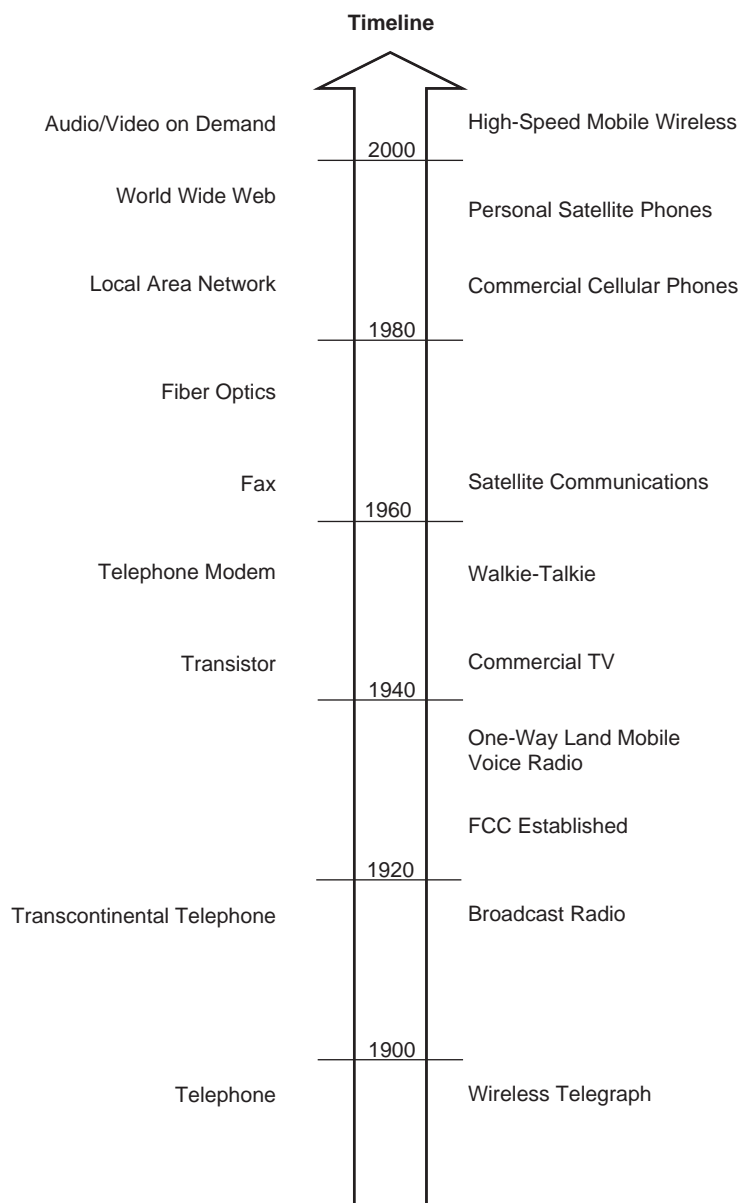 Timeline
Audio/Video on Demand
High-Speed Mobile Wireless
2000
World Wide Web
Personal Satellite Phones
Local Area Network
Commercial Cellular Phones
1980
Fiber Optics
Fax
Satellite Communications
1960
Telephone Modem
Walkie-Talkie
Transistor
Commercial TV
1940
One-Way Land Mobile
Voice Radio
FCC Established
1920
Transcontinental Telephone
Broadcast Radio
1900
Telephone
Wireless Telegraph